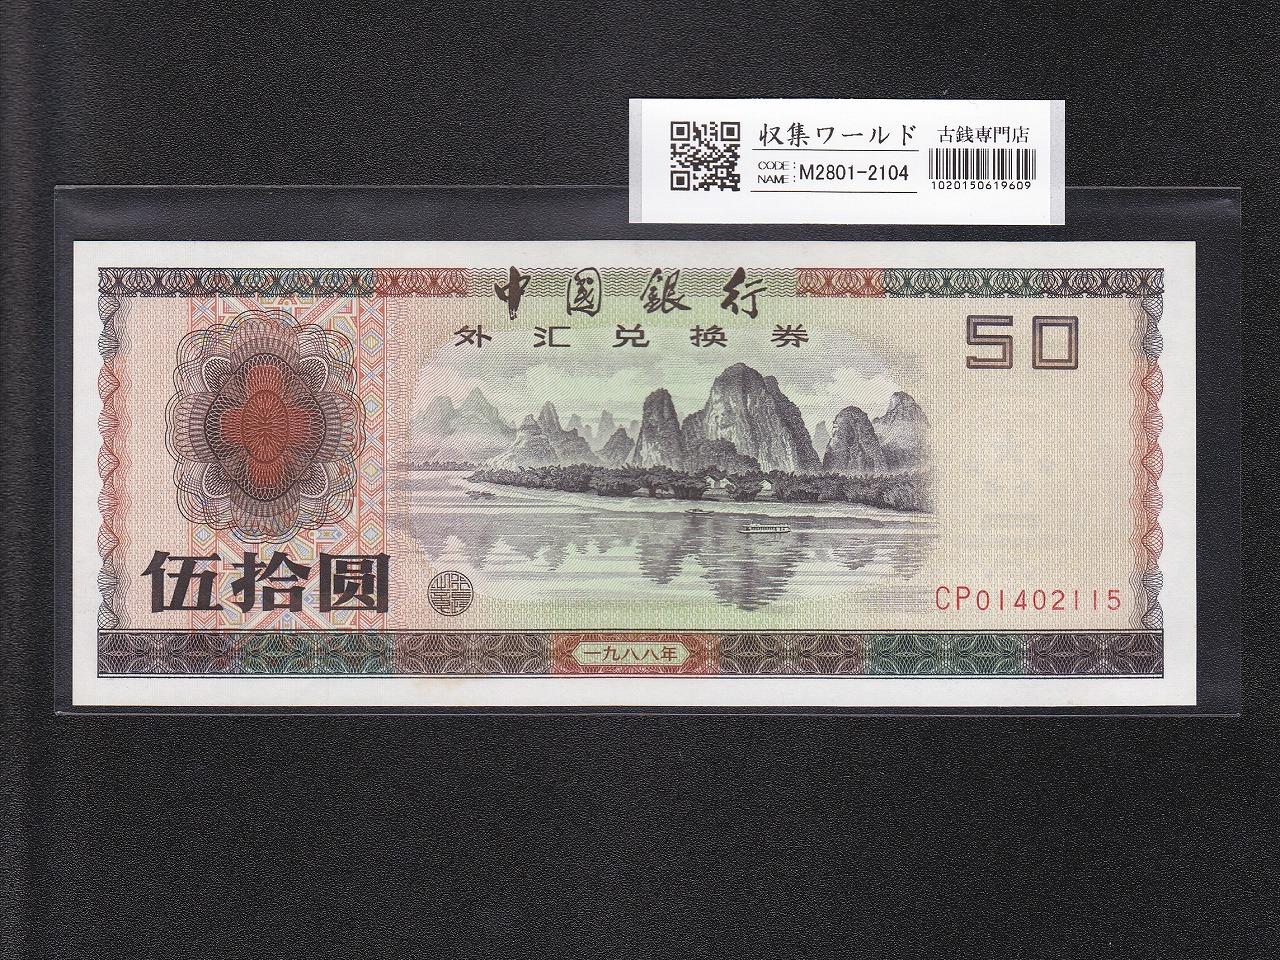 収集ワールド 古銭専門店
CODE:
NAME: M2801-2104
1020150619609
中國銀行
外汇兑换券
50
伍拾圆
CP01402115
一九八八年